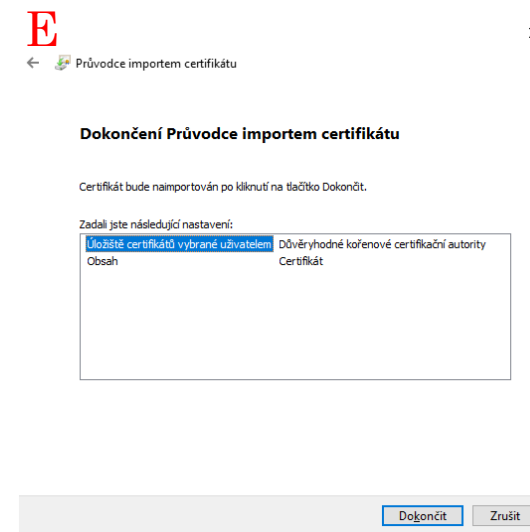 E
Průvodce importem certifikátu
Dokončení Průvodce importem certifikátu
Certifikát bude naimportován po kliknutí na tlačítko Dokončit.
Zadali jste následující nastavení:
Úložiště certifikátů vybrané uživatelem Důvěryhodné kořenové certifikační autority
Obsah Certifikát
Dokončit Zrušit